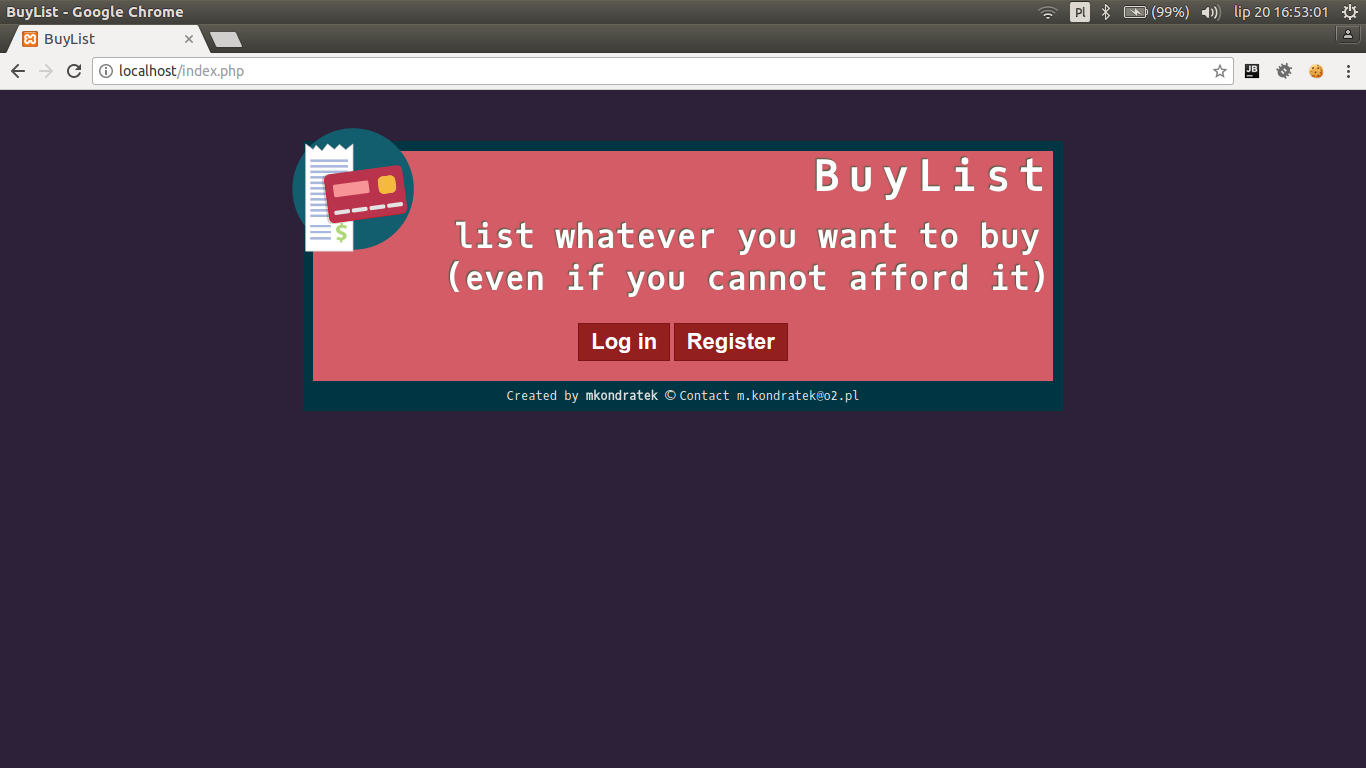 BuyList - Google Chrome
Pl
(99%)
lip 20 16:53:01
BuyList
localhost/index.php
JB
BuyList
list whatever you want to buy
(even if you cannot afford it)
$
Log in Register
Created by mkondratek © Contact m.kondratek@o2.pl